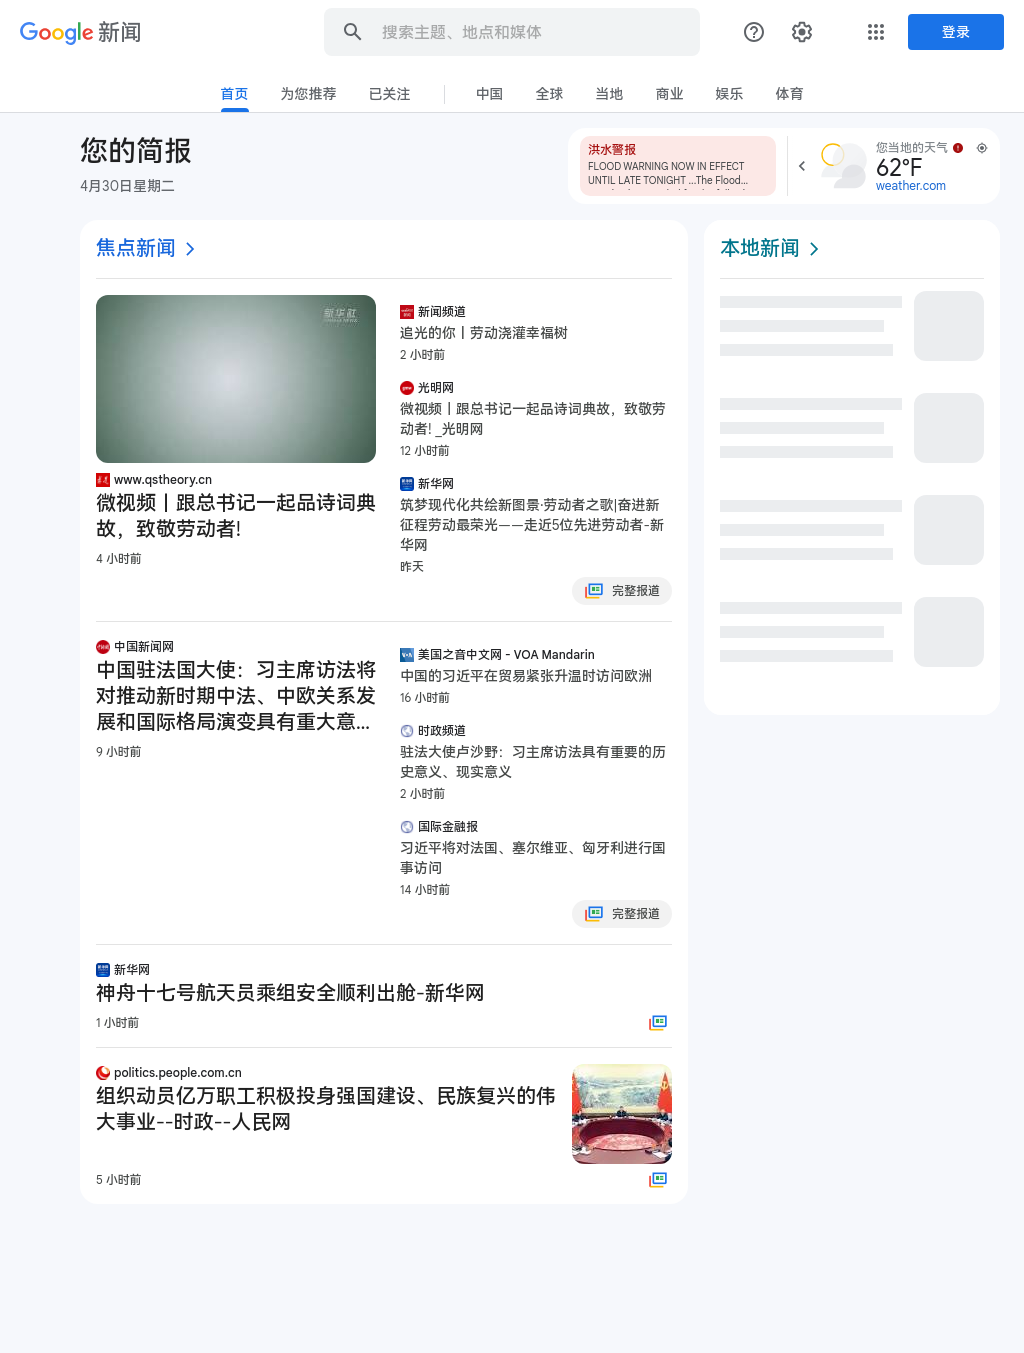 Google 新闻
搜索主题、地点和媒体
登录
首页
为您推荐
已关注
中国
全球
当地
商业
娱乐
体育
您的简报
4月30日星期二
洪水警报
FLOOD WARNING NOW IN EFFECT
UNTIL LATE TONIGHT ...The Flood...
您当地的天气
62°F
weather.com
焦点新闻
本地新闻
新华社
www.qstheory.cn
微视频丨跟总书记一起品诗词典
故，致敬劳动者!
4 小时前
新闻频道
追光的你丨劳动浇灌幸福树
2 小时前
光明网
微视频丨跟总书记一起品诗词典故，致敬劳
动者! _光明网
12 小时前
新华网
筑梦现代化共绘新图景·劳动者之歌|奋进新
征程劳动最荣光——走近5位先进劳动者-新
华网
昨天
完整报道
中国新闻网
中国驻法国大使：习主席访法将
对推动新时期中法、中欧关系发
展和国际格局演变具有重大意...
9 小时前
美国之音中文网 - VOA Mandarin
中国的习近平在贸易紧张升温时访问欧洲
16 小时前
时政频道
驻法大使卢沙野：习主席访法具有重要的历
史意义、现实意义
2 小时前
国际金融报
习近平将对法国、塞尔维亚、匈牙利进行国
事访问
14 小时前
完整报道
新华网
神舟十七号航天员乘组安全顺利出舱-新华网
1 小时前
politics.people.com.cn
组织动员亿万职工积极投身强国建设、民族复兴的伟
大事业--时政--人民网
5 小时前